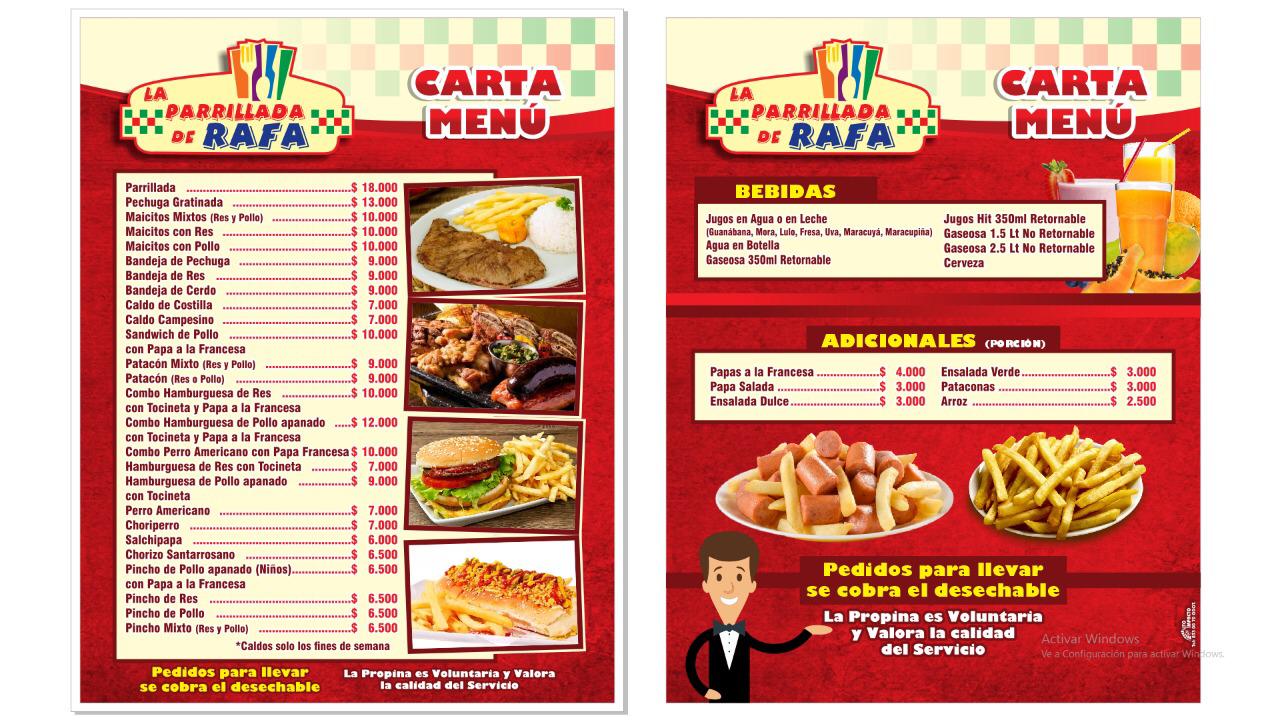 LA
PARRILLADA
DE RAFA
CARTA
MENÚ
Parrilla​da ........ $ 18.000
Pechuga Gratinada ........ $ 13.000
Maicitos Mixtos (Res y Pollo) ........ $ 10.000
Maicitos con Res ........ $ 10.000
Maicitos con Pollo ........ $ 10.000
Bandeja de Pechuga ........ $ 9.000
Bandeja de Res ........ $ 9.000
Bandeja de Cerdo ........ $ 9.000
Caldo de Costilla ........ $ 7.000
Caldo Campesino ........ $ 7.000
Sandwich de Pollo ........ $ 10.000
con Papa a la Francesa
Patacón Mixto (Res y Pollo) ........ $ 9.000
Patacón (Res o Pollo) ........ $ 9.000
Combo Hamburguesa de Res ........ $ 10.000
con Tocineta y Papa a la Francesa
Combo Hamburguesa de Pollo apanado .....$ 12.000
con Tocineta y Papa a la Francesa
Combo Perro Americano con Papa Francesa $ 10.000
Hamburguesa de Res con Tocineta ........ $ 7.000
Hamburguesa de Pollo apanado ........ $ 9.000
con Tocineta
Perro Americano ........ $ 7.000
Choriperro ........ $ 7.000
Salchipapa ........ $ 6.000
Chorizo Santarrosano ........ $ 6.500
Pincho de Pollo apanado (Niños) ........ $ 6.500
con Papa a la Francesa
Pincho de Res ........ $ 6.500
Pincho de Pollo ........ $ 6.500
Pincho Mixto (Res y Pollo) ........ $ 6.500
*Caldos solo los fines de semana
Pedidos para llevar
se cobra el desechable
La Propina es Voluntaria y Valora
la calidad del Servicio
LA
PARRILLADA
DE RAFA
CARTA
MENÚ
BEBIDAS
Jugos en Agua o en Leche
(Guanábana, Mora, Lulo, Fresa, Uva, Maracuyá, Maracupiña)
Agua en Botella
Gaseosa 350ml Retornable
Jugos Hit 350ml Retornable
Gaseosa 1.5 Lt No Retornable
Gaseosa 2.5 Lt No Retornable
Cerveza
ADICIONALES (PORCIÓN)
Papas a la Francesa ........ $ 4.000
Papa Salada ........ $ 3.000
Ensalada Dulce ........ $ 3.000
Ensalada Verde ........ $ 3.000
Pataconas ........ $ 3.000
Arroz ........ $ 2.500
Pedidos para llevar
se cobra el desechable
La Propina es Voluntaria
y Valora la calidad
del Servicio
Activar Windows
Ve a Configuración para activar Windows.